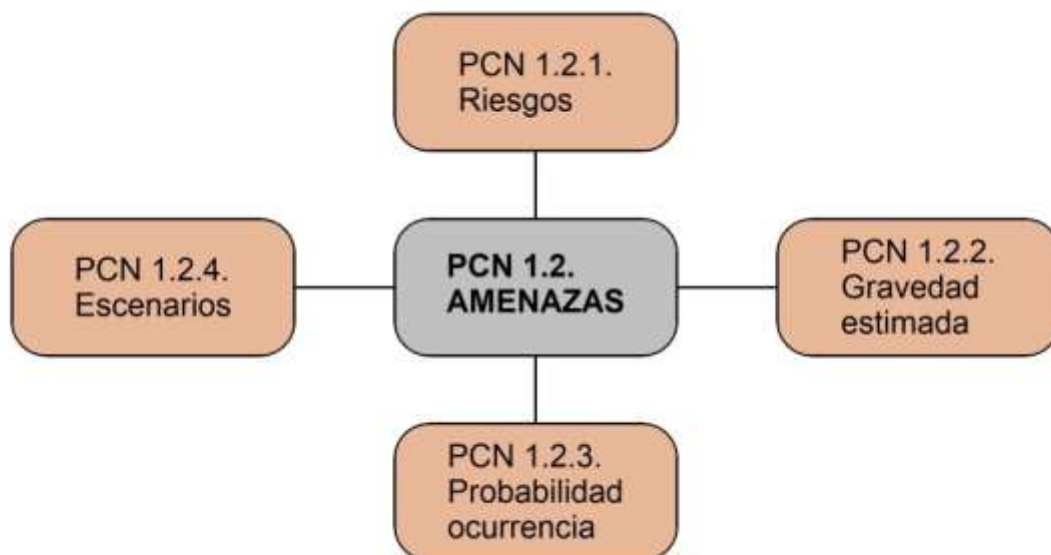 PCN 1.2.1.
Riesgos
PCN 1.2.4.
Escenarios
PCN 1.2.
AMENAZAS
PCN 1.2.2.
Gravedad
estimada
PCN 1.2.3.
Probabilidad
ocurrencia